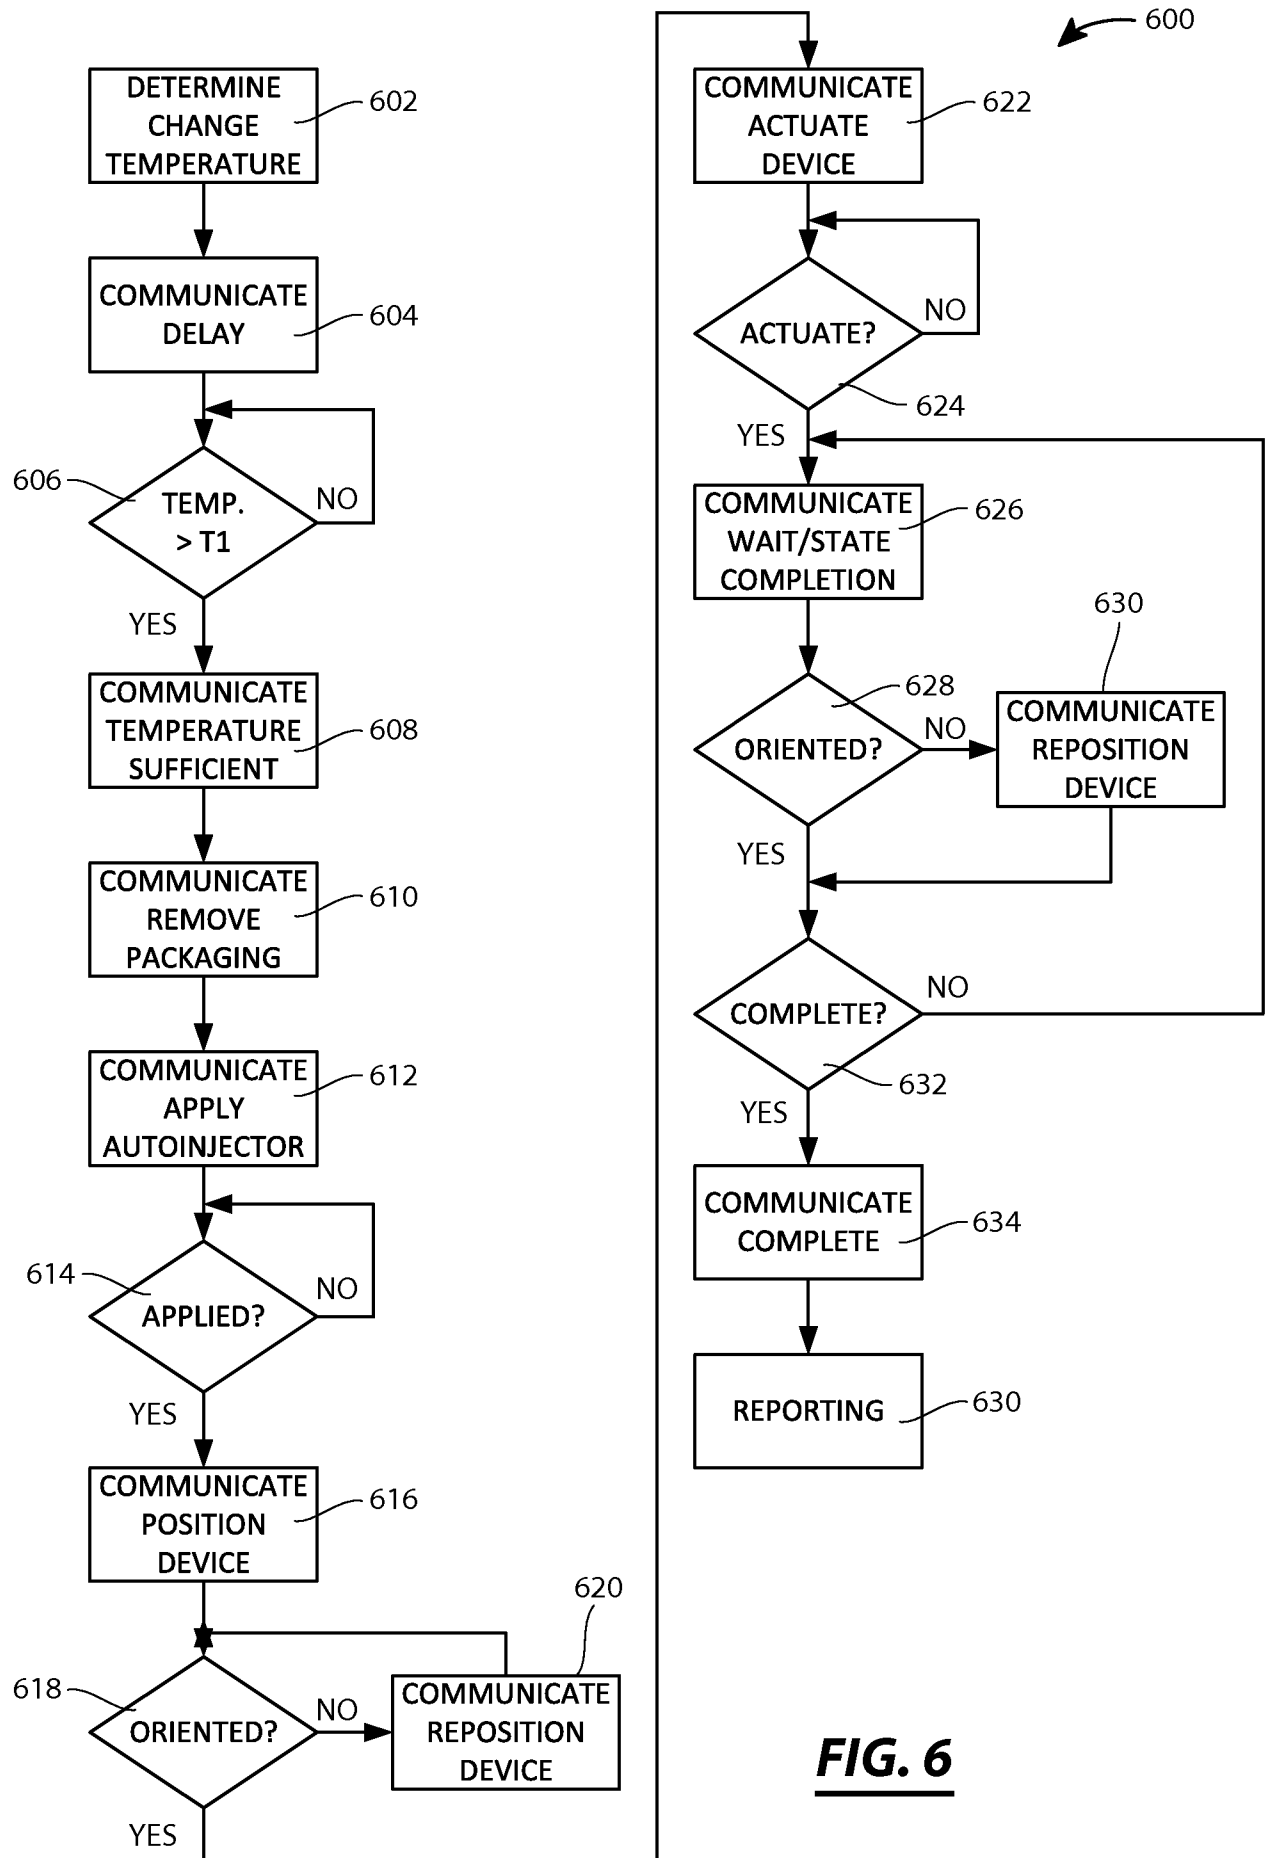 DETERMINE
CHANGE
TEMPERATURE
602
COMMUNICATE
DELAY
604
606
TEMP.
> T1
NO
YES
COMMUNICATE
TEMPERATURE
SUFFICIENT
608
COMMUNICATE
REMOVE
PACKAGING
610
COMMUNICATE
APPLY
AUTOINJECTOR
612
614
APPLIED?
NO
YES
COMMUNICATE
POSITION
DEVICE
616
618
ORIENTED?
NO
620
COMMUNICATE
REPOSITION
DEVICE
YES
600
COMMUNICATE
ACTUATE
DEVICE
622
ACTUATE?
NO
624
YES
COMMUNICATE
WAIT/STATE
COMPLETION
626
628
ORIENTED?
NO
630
COMMUNICATE
REPOSITION
DEVICE
YES
COMPLETE?
NO
632
YES
COMMUNICATE
COMPLETE
634
REPORTING
630
FIG. 6